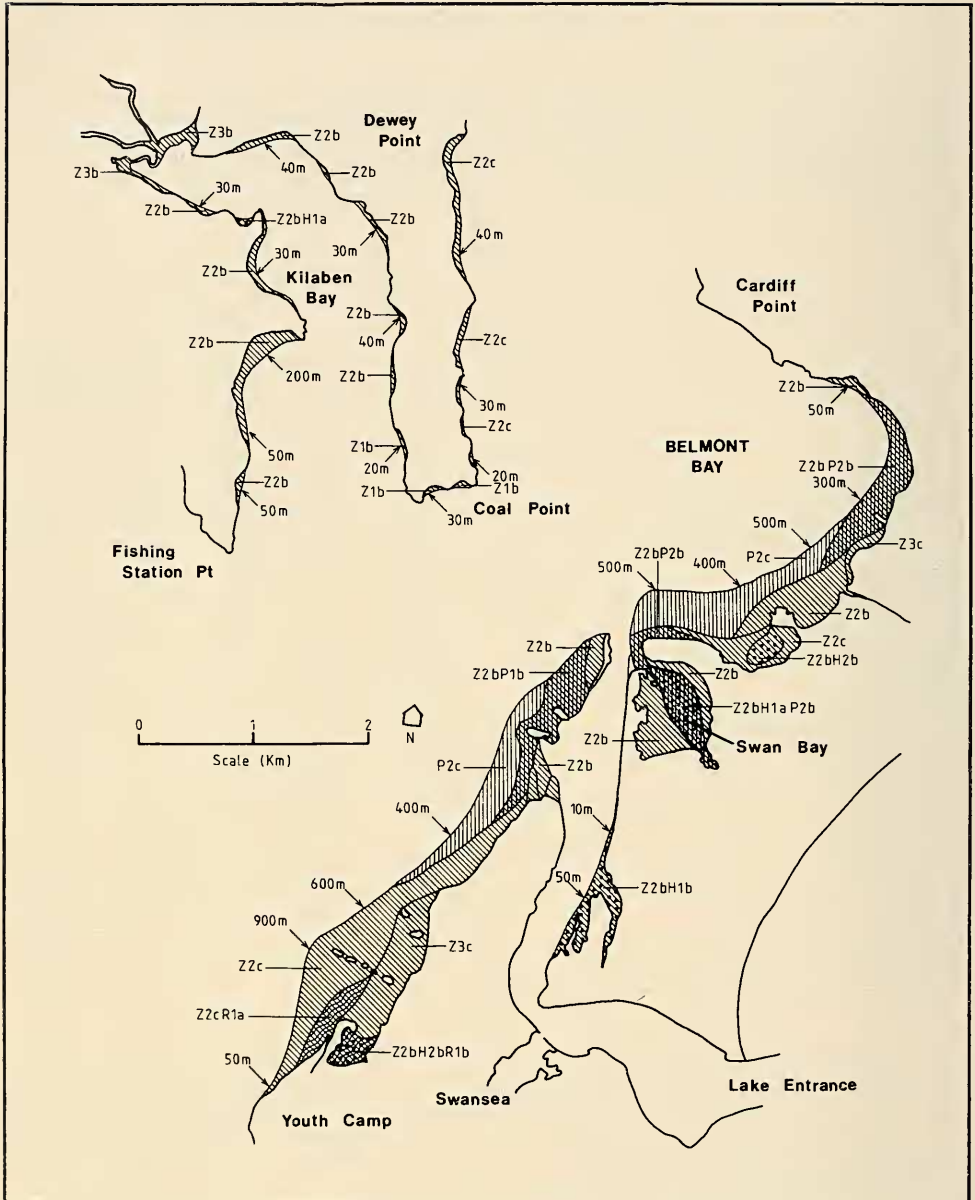 Dewey
Point
Z3b
Z2b
40m
Z2c
Z2b
Z3b
30m
Z2b
Z2bH1a
Z2b
30m
40m
30m
Z2b
Kilaben
Bay
Cardiff
Point
Z2b
40m
Z2b
200m
Z2c
Z2b
Z2b
50m
30m
BELMONT
BAY
Z2c
50m
Z1b
20m
20m
Z2bP2b
300m
Z2b
50m
Z1b
Z1b
30m
Coal Point
500m
Fishing
Station Pt
Z2bP2b
500m
400m
P2c
Z3c
Z2b
Z2b
Z2c
Z2bH2b
Z2bP1b
Z2b
Z2bH1aP2b
0
1
2
Scale (Km)
N
Z2b
Swan Bay
P2c
Z2b
400m
10m
600m
50m
Z2bH1b
900m
Z3c
Z2c
Z2cR1a
50m
Z2bH2bR1b
Lake Entrance
Swansea
Youth Camp